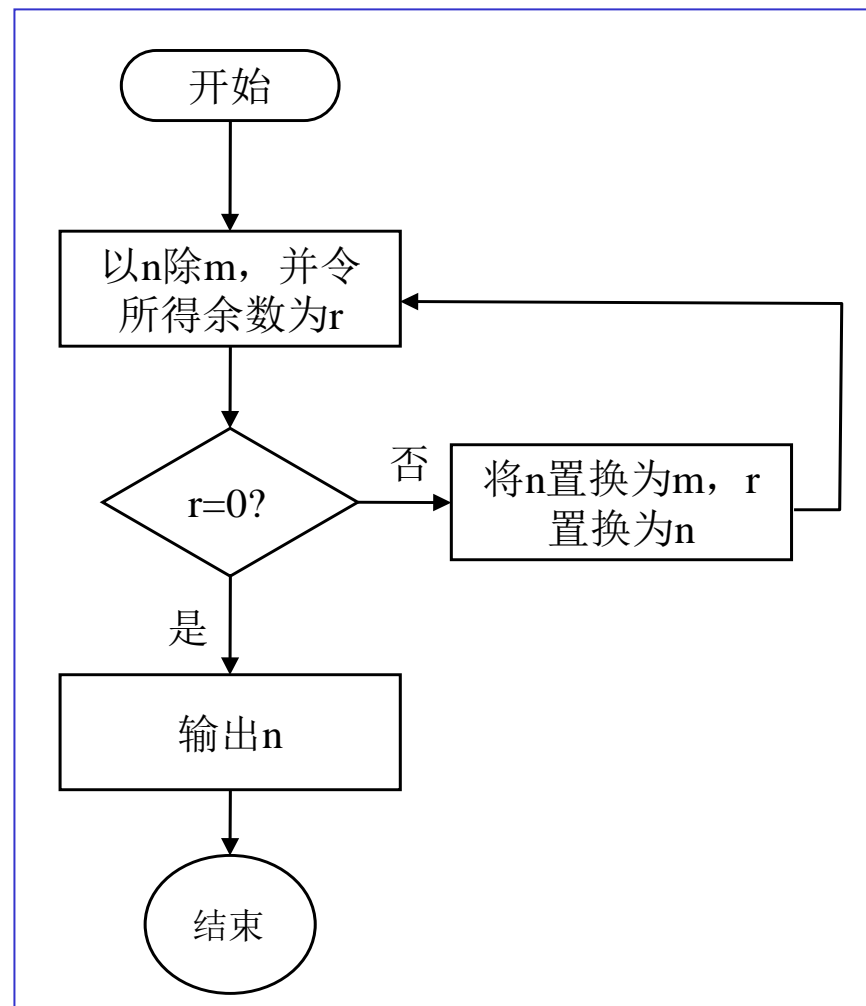 开始
以n除m，并令
所得余数为r
r=0?
否
将n置换为m，r
置换为n
是
输出n
结束